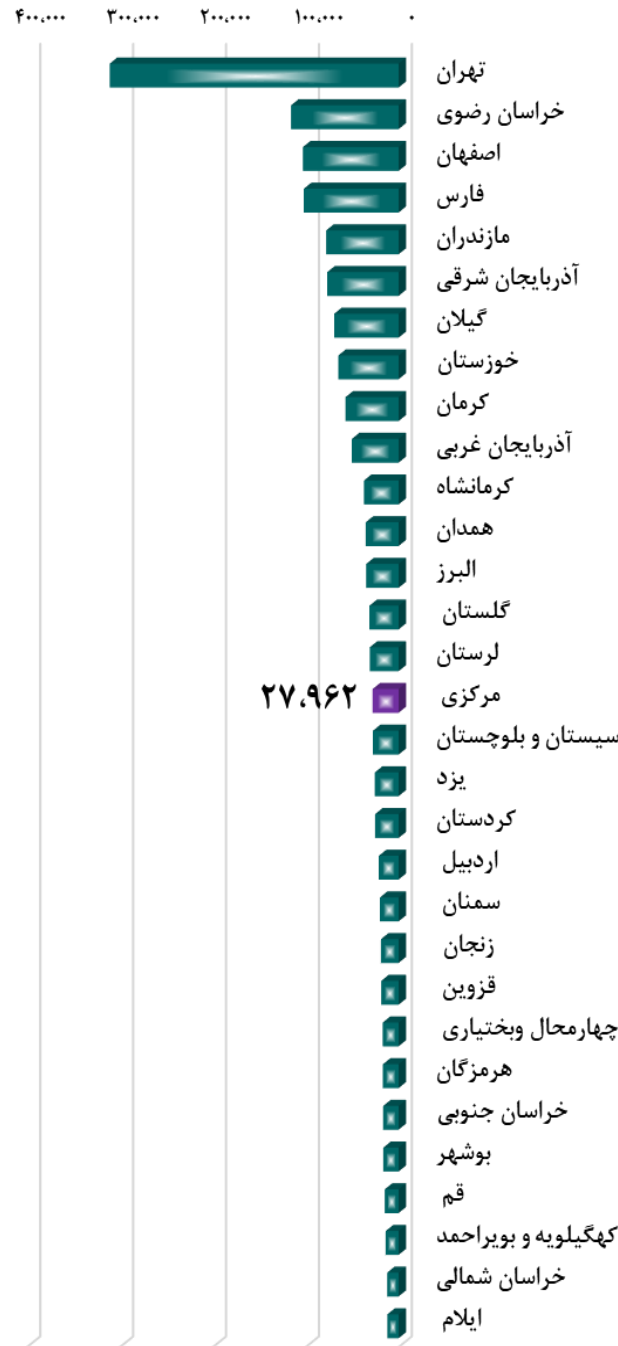 ۰ ۱۰۰،۰۰۰ ۲۰۰،۰۰۰ ۳۰۰،۰۰۰ ۴۰۰،۰۰۰
تهران
خراسان رضوی
اصفهان
فارس
مازندران
آذربایجان شرقی
گیلان
خوزستان
کرمان
آذربایجان غربی
کرمانشاه
همدان
البرز
گلستان
لرستان
مرکزی ۲۷،۹۶۲
سیستان و بلوچستان
یزد
کردستان
اردبیل
سمنان
زنجان
قزوین
چهارمحال وبختیاری
هرمزگان
خراسان جنوبی
بوشهر
قم
کهگیلویه و بویراحمد
خراسان شمالی
ایلام